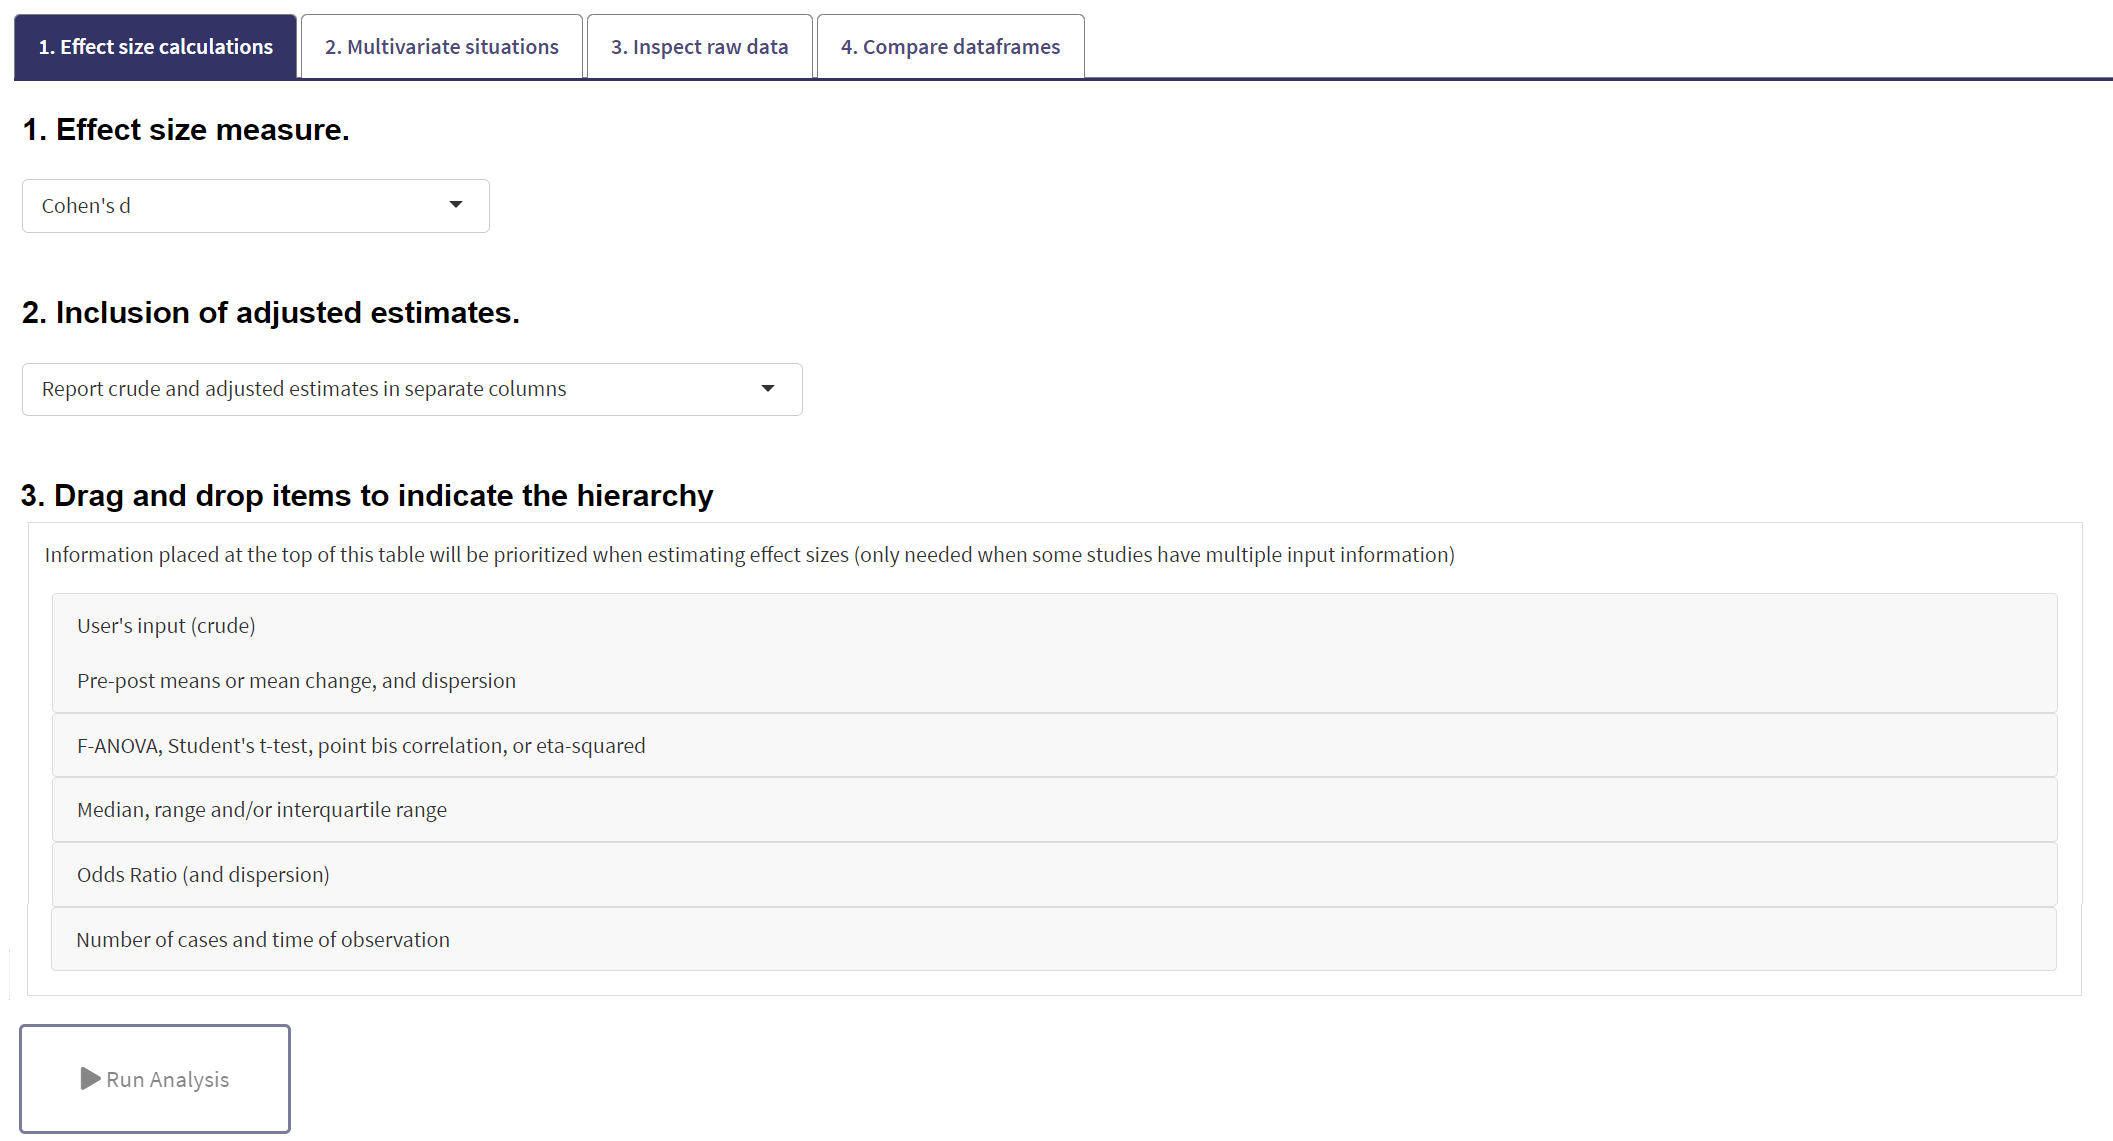 1. Effect size calculations
2. Multivariate situations
3. Inspect raw data
4. Compare dataframes
1. Effect size measure.
Cohen's d
2. Inclusion of adjusted estimates.
Report crude and adjusted estimates in separate columns
3. Drag and drop items to indicate the hierarchy
Information placed at the top of this table will be prioritized when estimating effect sizes (only needed when some studies have multiple input information)
User's input (crude)
Pre-post means or mean change, and dispersion
F-ANOVA, Student's t-test, point bis correlation, or eta-squared
Median, range and/or interquartile range
Odds Ratio (and dispersion)
Number of cases and time of observation
Run Analysis